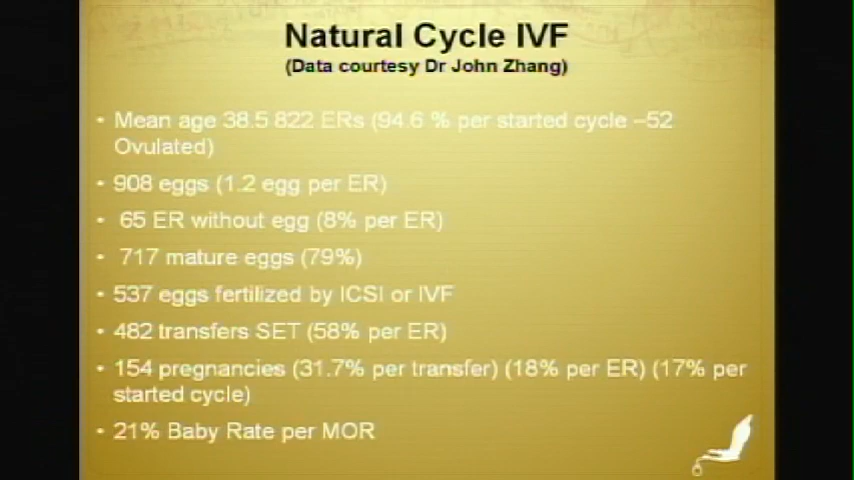 Natural Cycle IVF
(Data courtesy Dr John Zhang)
• Mean age 38.5 822 ERs (94.6 % per started cycle –52
Ovulated)
• 908 eggs (1.2 egg per ER)
• 65 ER without egg (8% per ER)
• 717 mature eggs (79%)
• 537 eggs fertilized by ICSI or IVF
• 482 transfers SET (58% per ER)
• 154 pregnancies (31.7% per transfer) (18% per ER) (17% per
started cycle)
• 21% Baby Rate per MOR